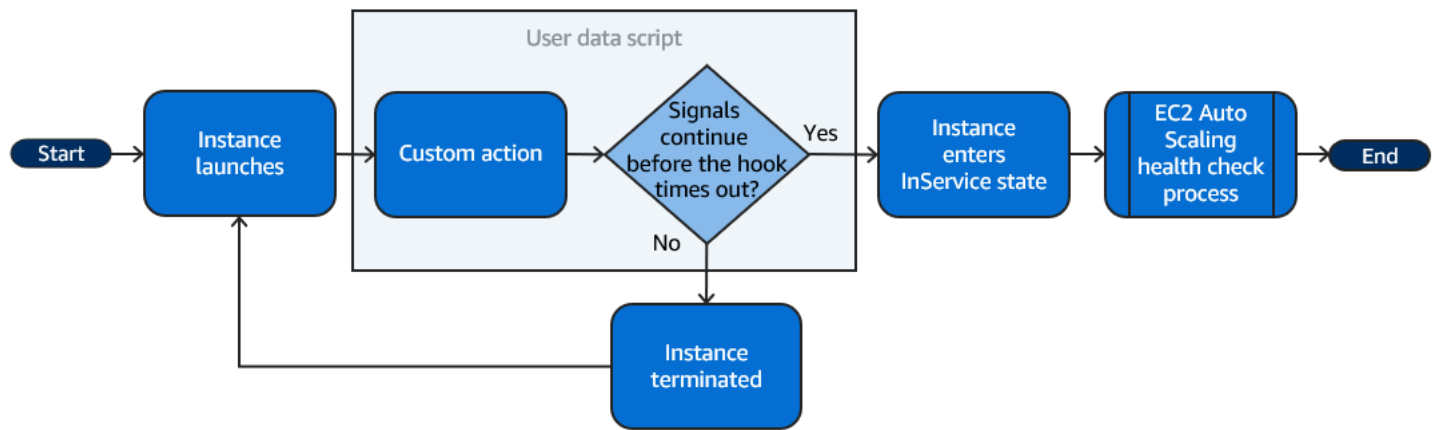 User data script
Start
Instance
launches
Custom action
Signals
continue
before the hook
times out?
Yes
No
Instance
enters
InService state
EC2 Auto
Scaling
health check
process
End
Instance
terminated